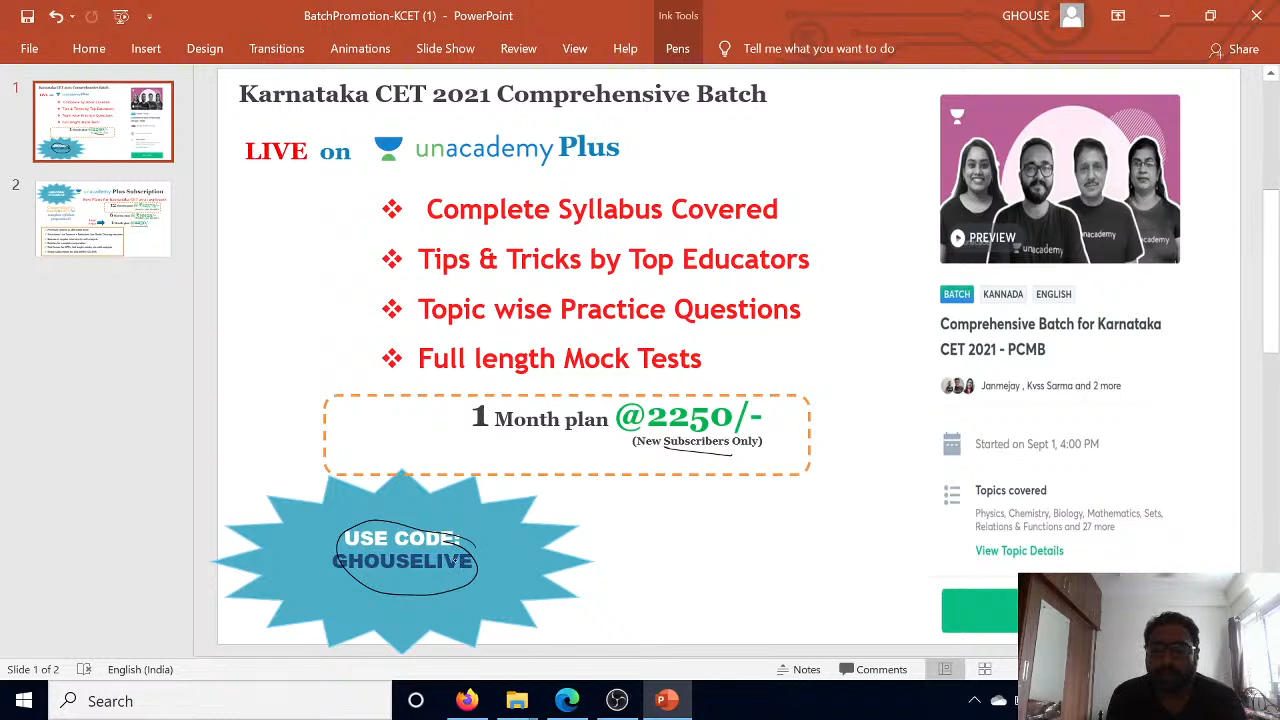 BatchPromotion-KCET (1) - PowerPoint
Ink Tools
GHOUSE
File Home Insert Design Transitions Animations Slide Show Review View Help Pens Tell me what you want to do Share
1
2
Karnataka CET 2021 Comprehensive Batch
LIVE on unacademy Plus
❖ Complete Syllabus Covered
❖ Tips & Tricks by Top Educators
❖ Topic wise Practice Questions
❖ Full length Mock Tests
1 Month plan @2250/-
(New Subscribers Only)
USE CODE:
GHOUSELIVE
PREVIEW
BATCH KANNADA ENGLISH
Comprehensive Batch for Karnataka
CET 2021 - PCMB
Janmejay , Kvss Sarma and 2 more
Started on Sept 1, 4:00 PM
Topics covered
Physics, Chemistry, Biology, Mathematics, Sets,
Relations & Functions and 27 more
View Topic Details
Slide 1 of 2 English (India) Notes Comments
Search